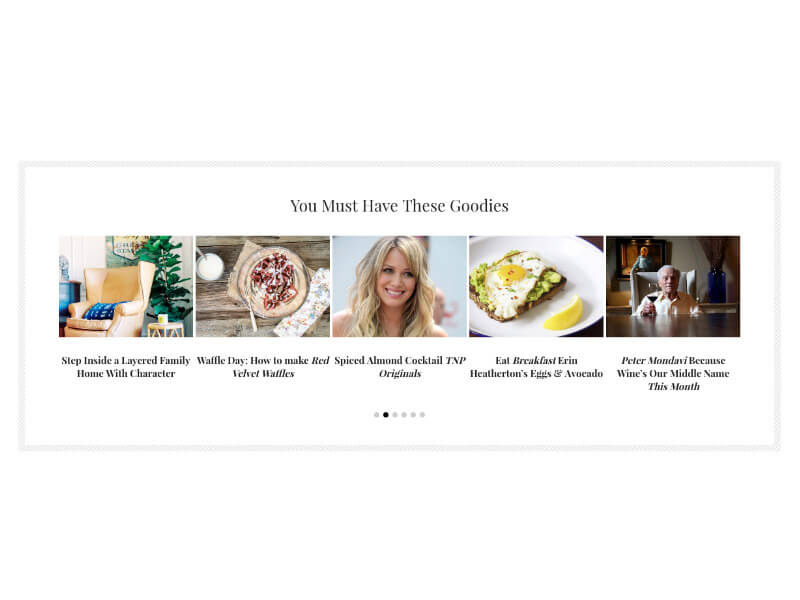 You Must Have These Goodies
Step Inside a Layered Family
Home With Character
Waffle Day: How to make Red
Velvet Waffles
Spiced Almond Cocktail TNP
Originals
Eat Breakfast Erin
Heatherton’s Eggs & Avocado
Peter Mondavi Because
Wine’s Our Middle Name
This Month